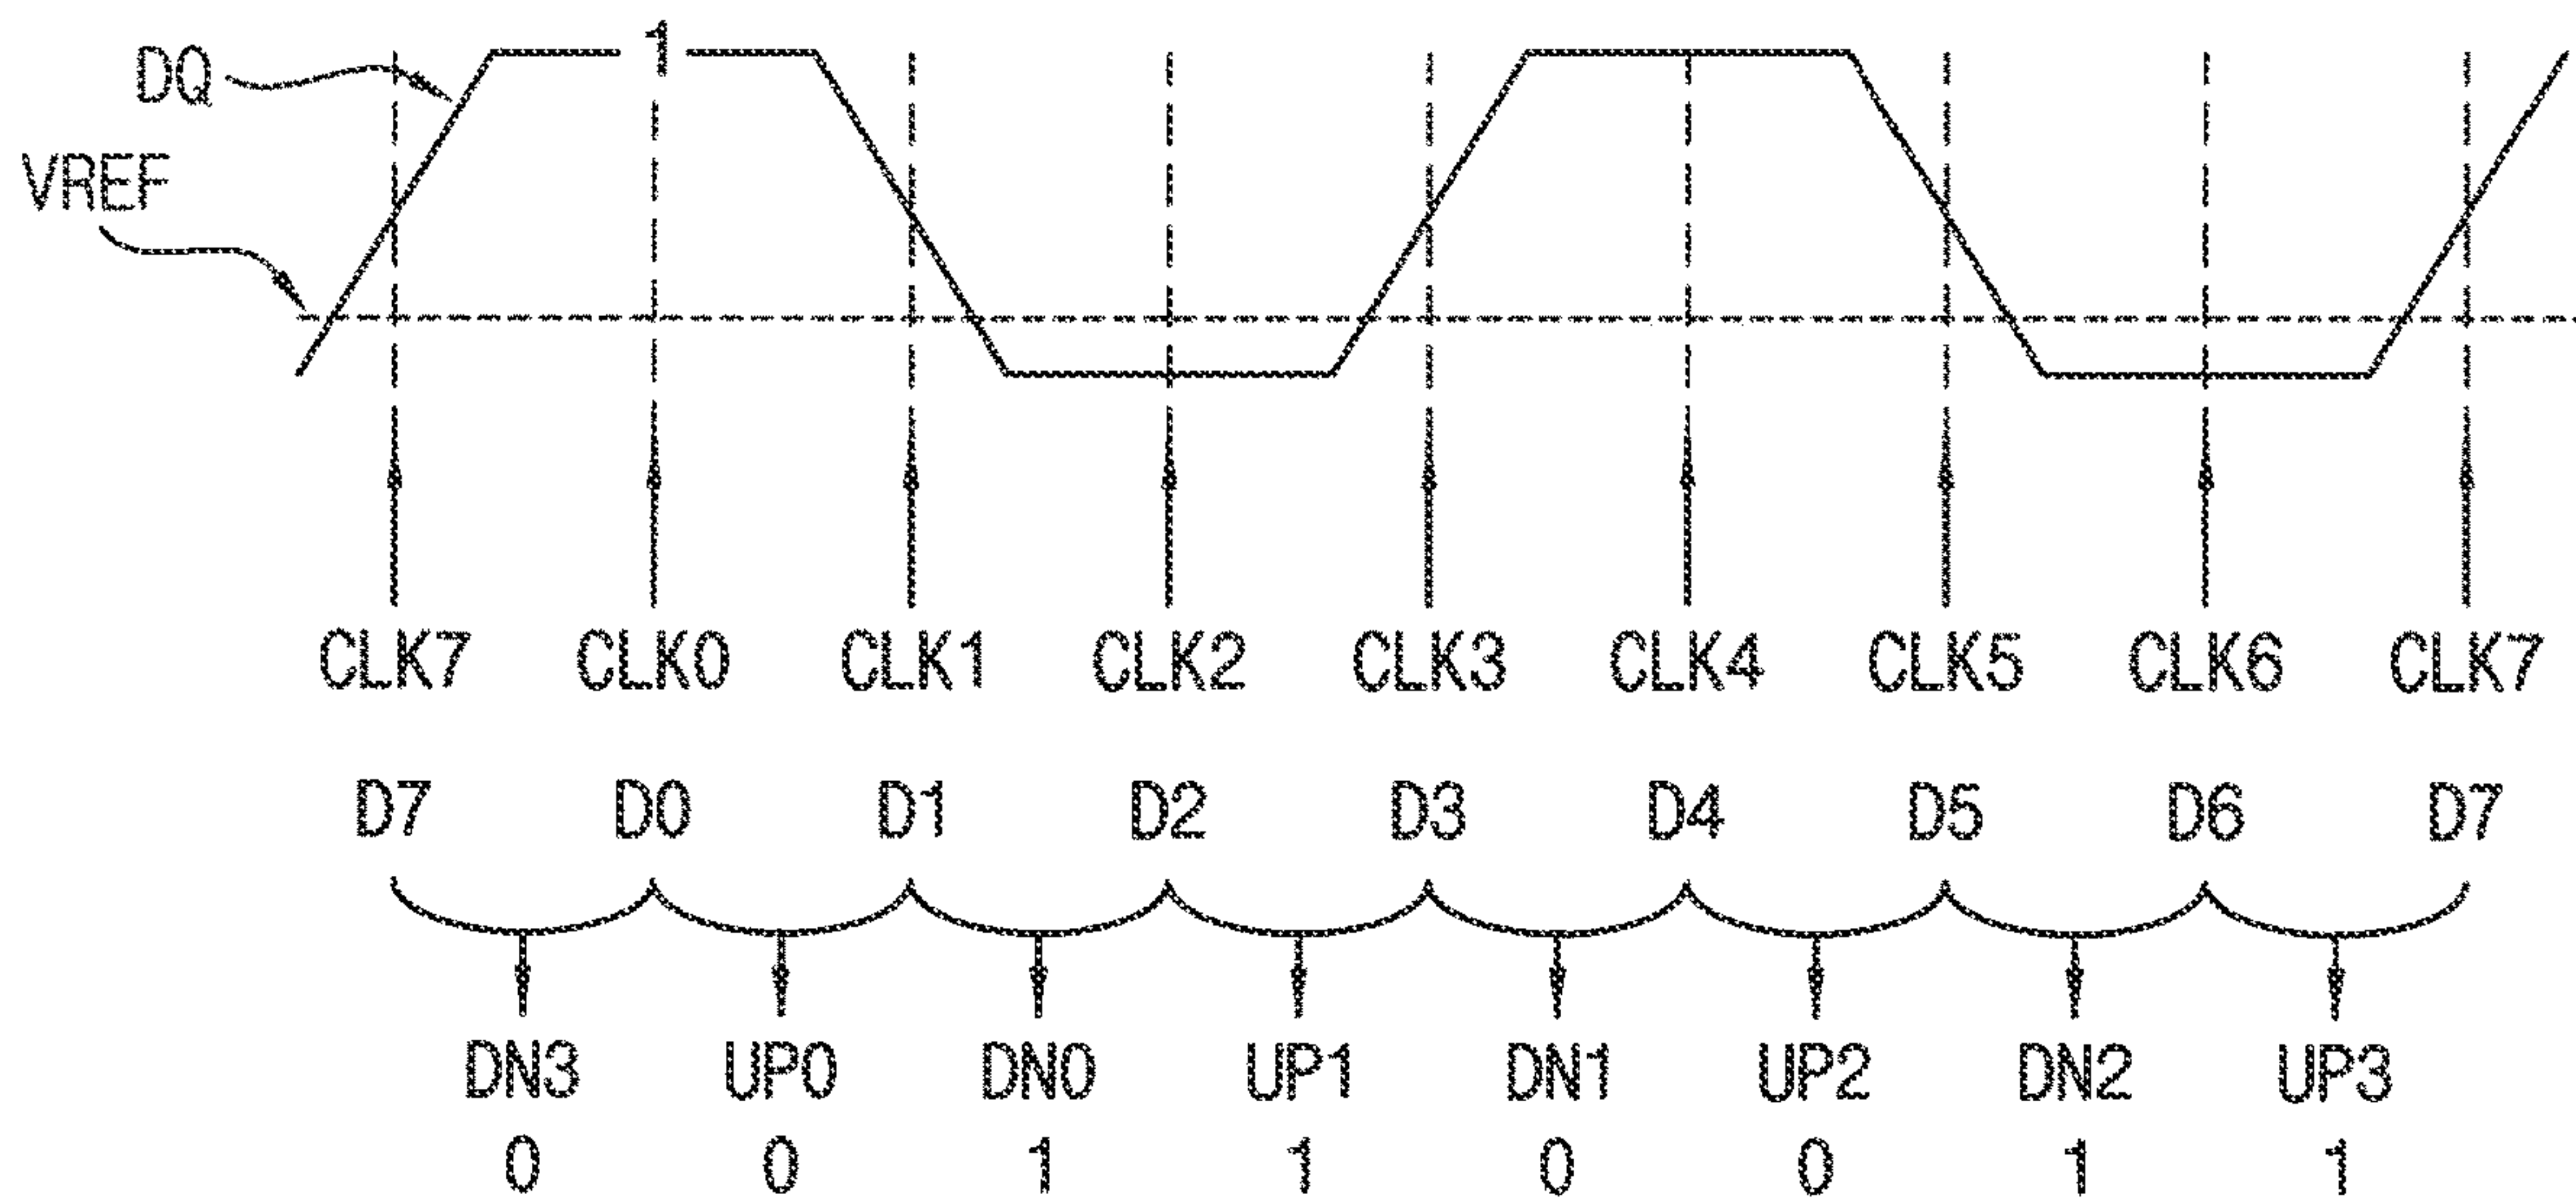 1
DQ
VREF
CLK7 CLK0 CLK1 CLK2 CLK3 CLK4 CLK5 CLK6 CLK7
D7 D0 D1 D2 D3 D4 D5 D6 D7
DN3 UP0 DN0 UP1 DN1 UP2 DN2 UP3
0 0 1 1 0 0 1 1